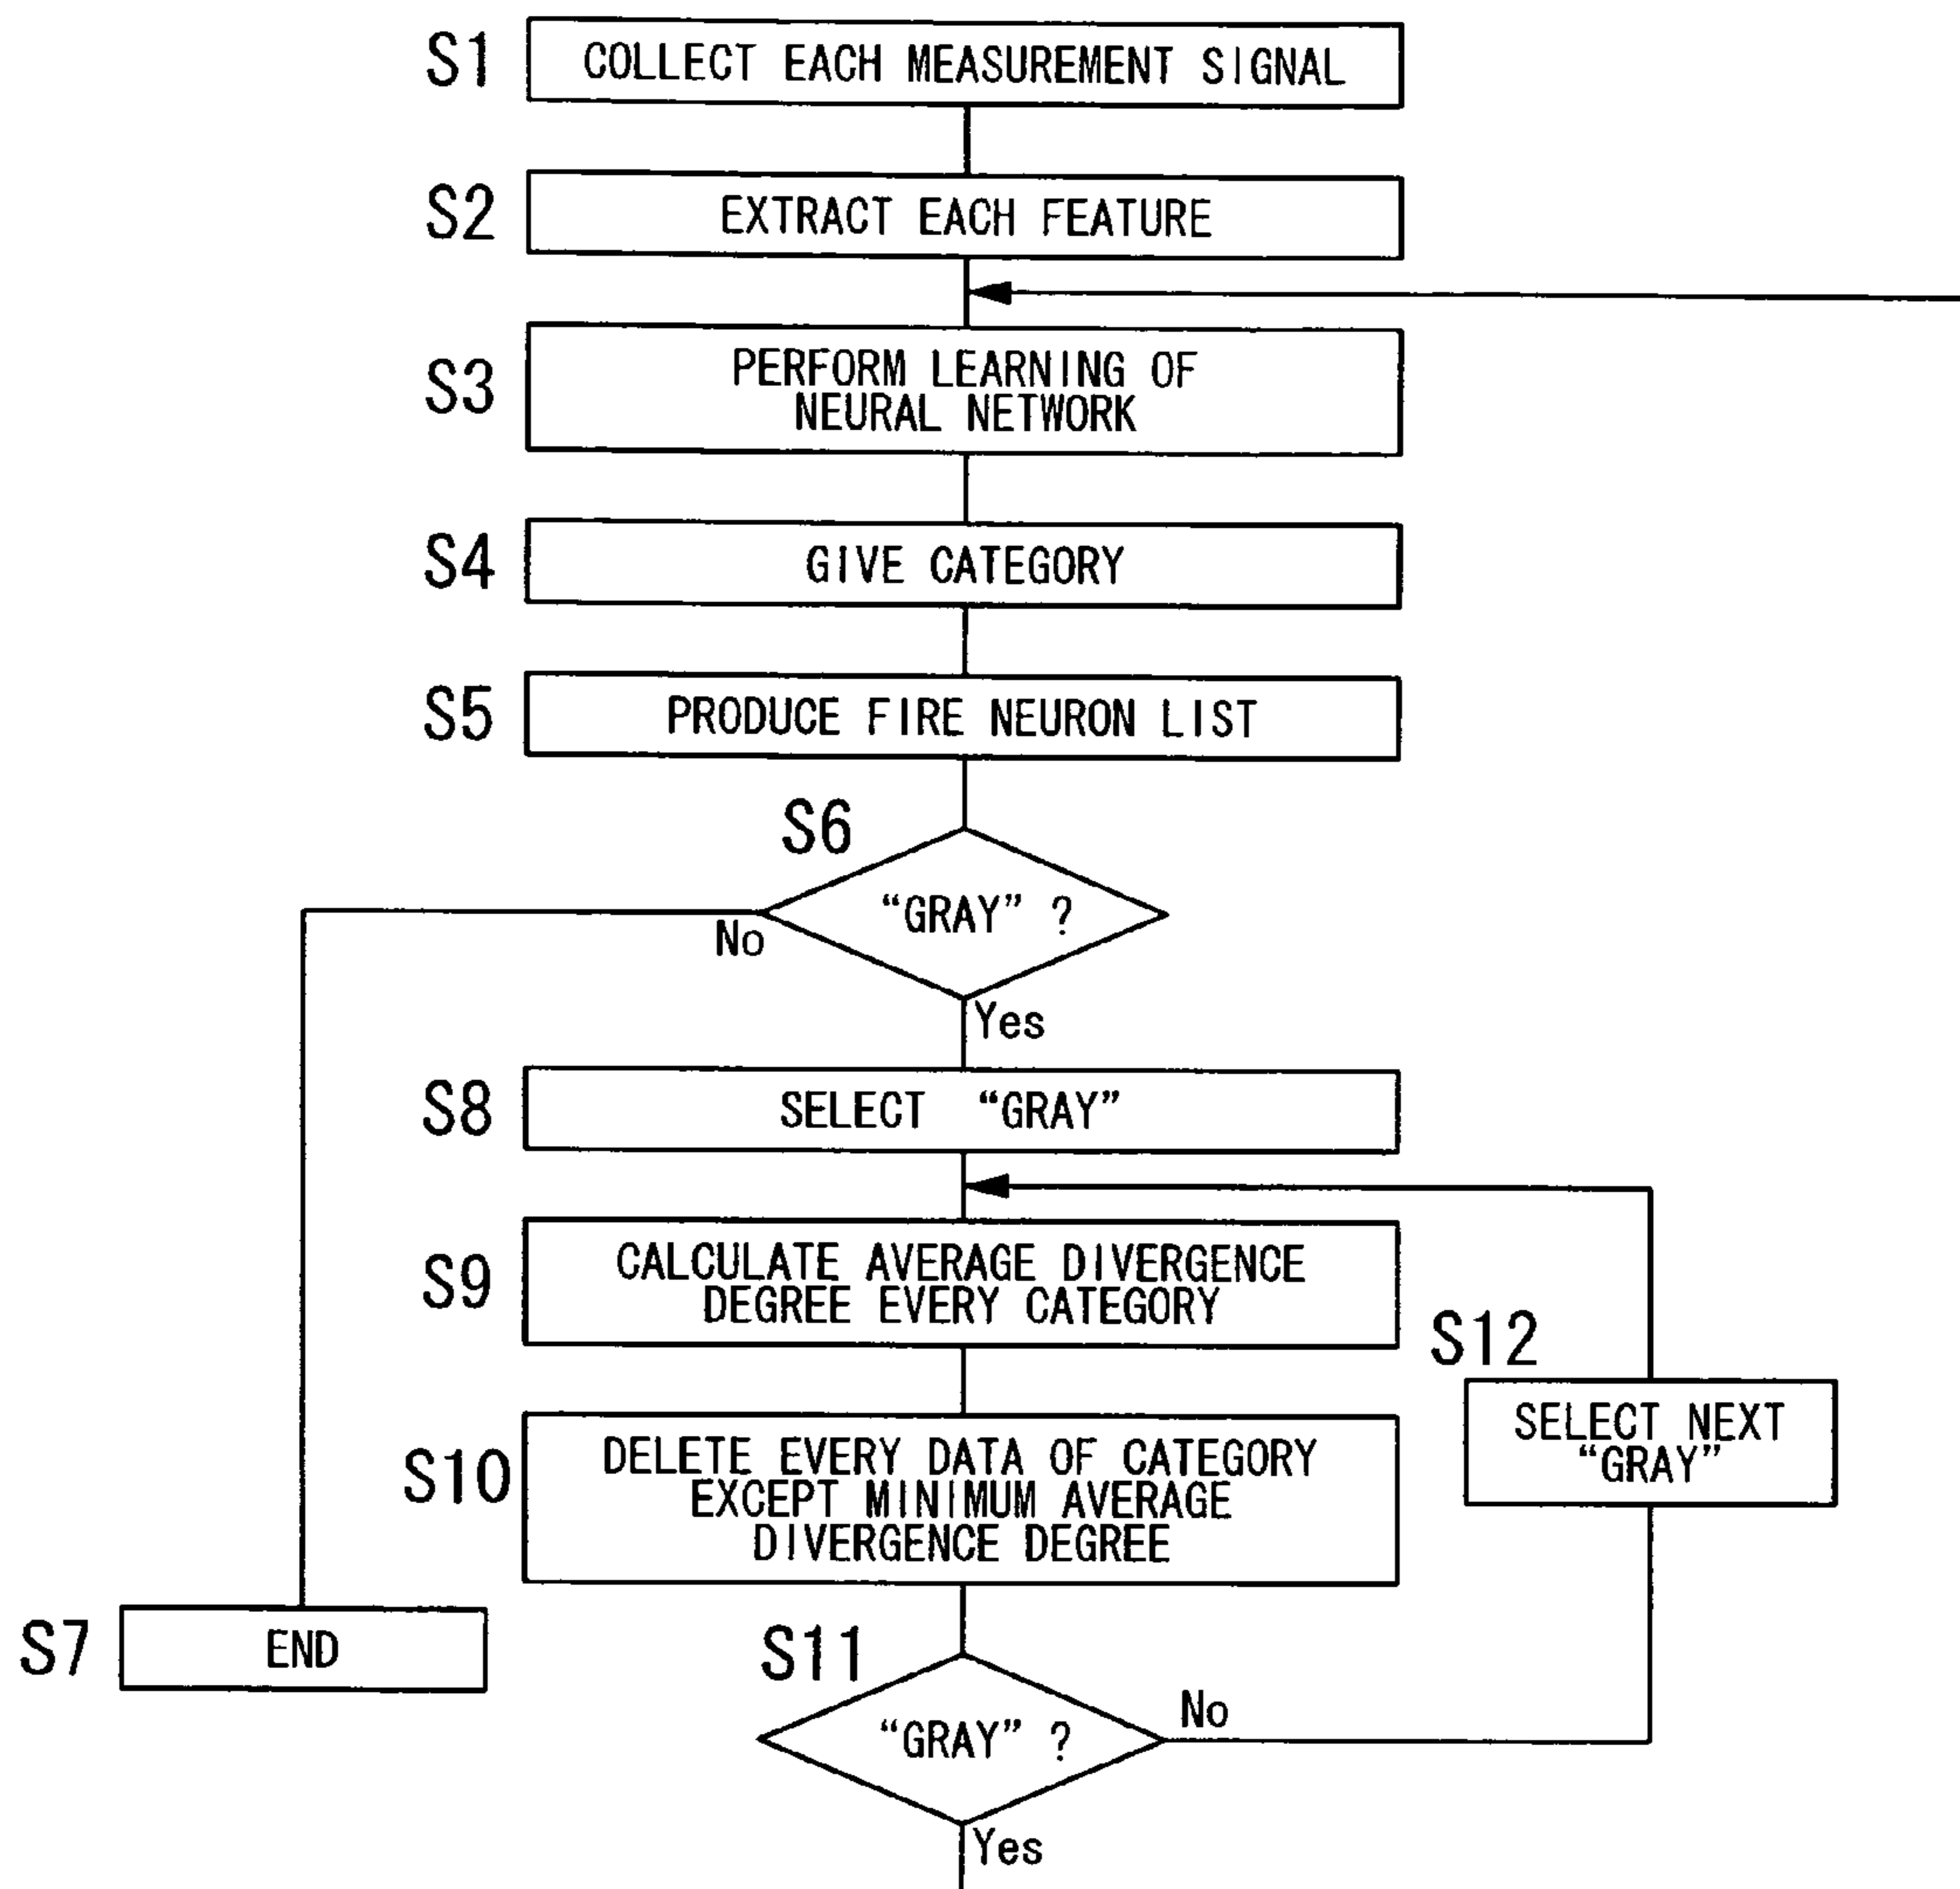 S1
COLLECT EACH MEASUREMENT SIGNAL
S2
EXTRACT EACH FEATURE
S3
PERFORM LEARNING OF
NEURAL NETWORK
S4
GIVE CATEGORY
S5
PRODUCE FIRE NEURON LIST
S6
“GRAY” ?
No
Yes
S8
SELECT “GRAY”
S9
CALCULATE AVERAGE DIVERGENCE
DEGREE EVERY CATEGORY
S12
SELECT NEXT
“GRAY”
S10
DELETE EVERY DATA OF CATEGORY
EXCEPT MINIMUM AVERAGE
DIVERGENCE DEGREE
S7
END
S11
“GRAY” ?
No
Yes